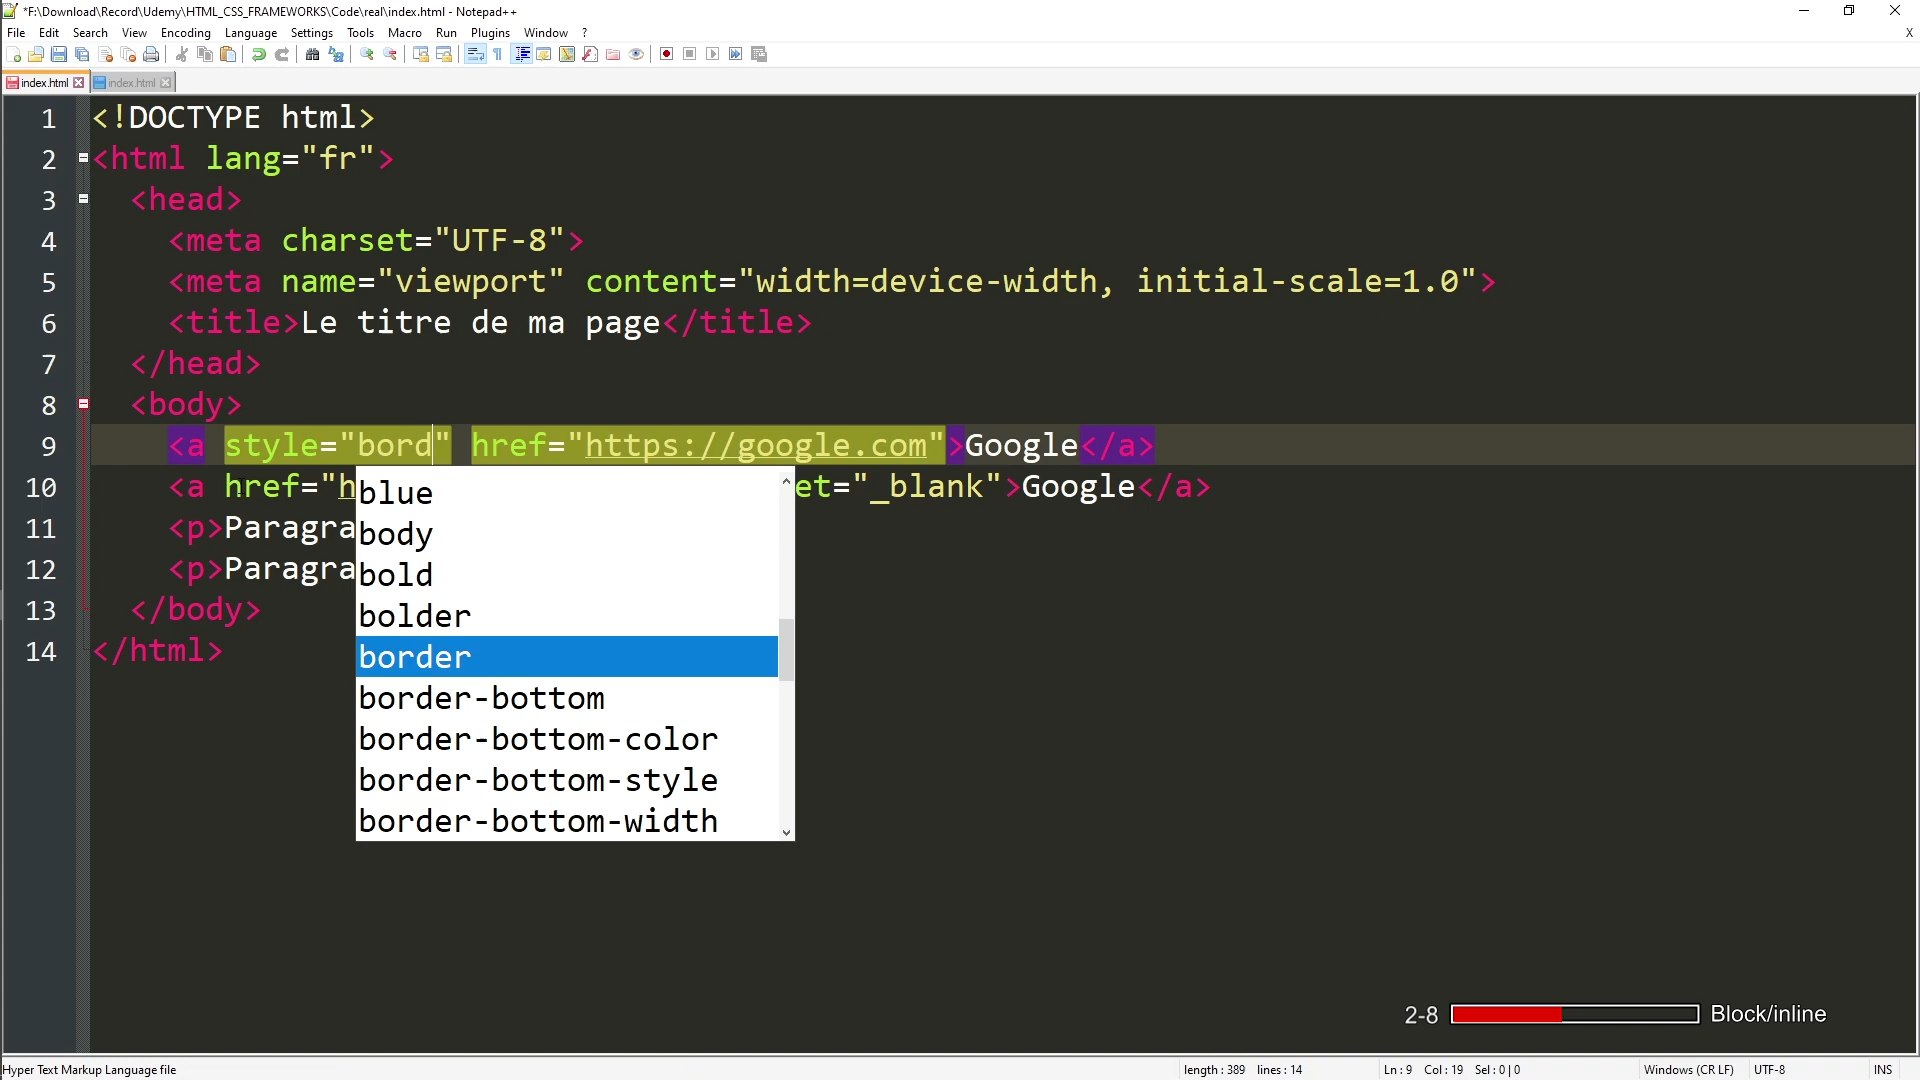 *F:\Download\Record\Udemy\HTML_CSS_FRAMEWORKS\Code\real\index.html - Notepad++
File Edit Search View Encoding Language Settings Tools Macro Run Plugins Window ? X
index.html index.html
1 <!DOCTYPE html>
2 <html lang="fr">
3 <head>
4 <meta charset="UTF-8">
5 <meta name="viewport" content="width=device-width, initial-scale=1.0">
6 <title>Le titre de ma page</title>
7 </head>
8 <body>
9 <a style="bord" href="https://google.com">Google</a>
10 <a href="h et="_blank">Google</a>
11 <p>Paragra
12 <p>Paragra
13 </body>
14 </html>
blue
body
bold
bolder
border
border-bottom
border-bottom-color
border-bottom-style
border-bottom-width
2-8 Block/inline
Hyper Text Markup Language file length : 389 lines : 14 Ln : 9 Col : 19 Sel : 0 | 0 Windows (CR LF) UTF-8 INS